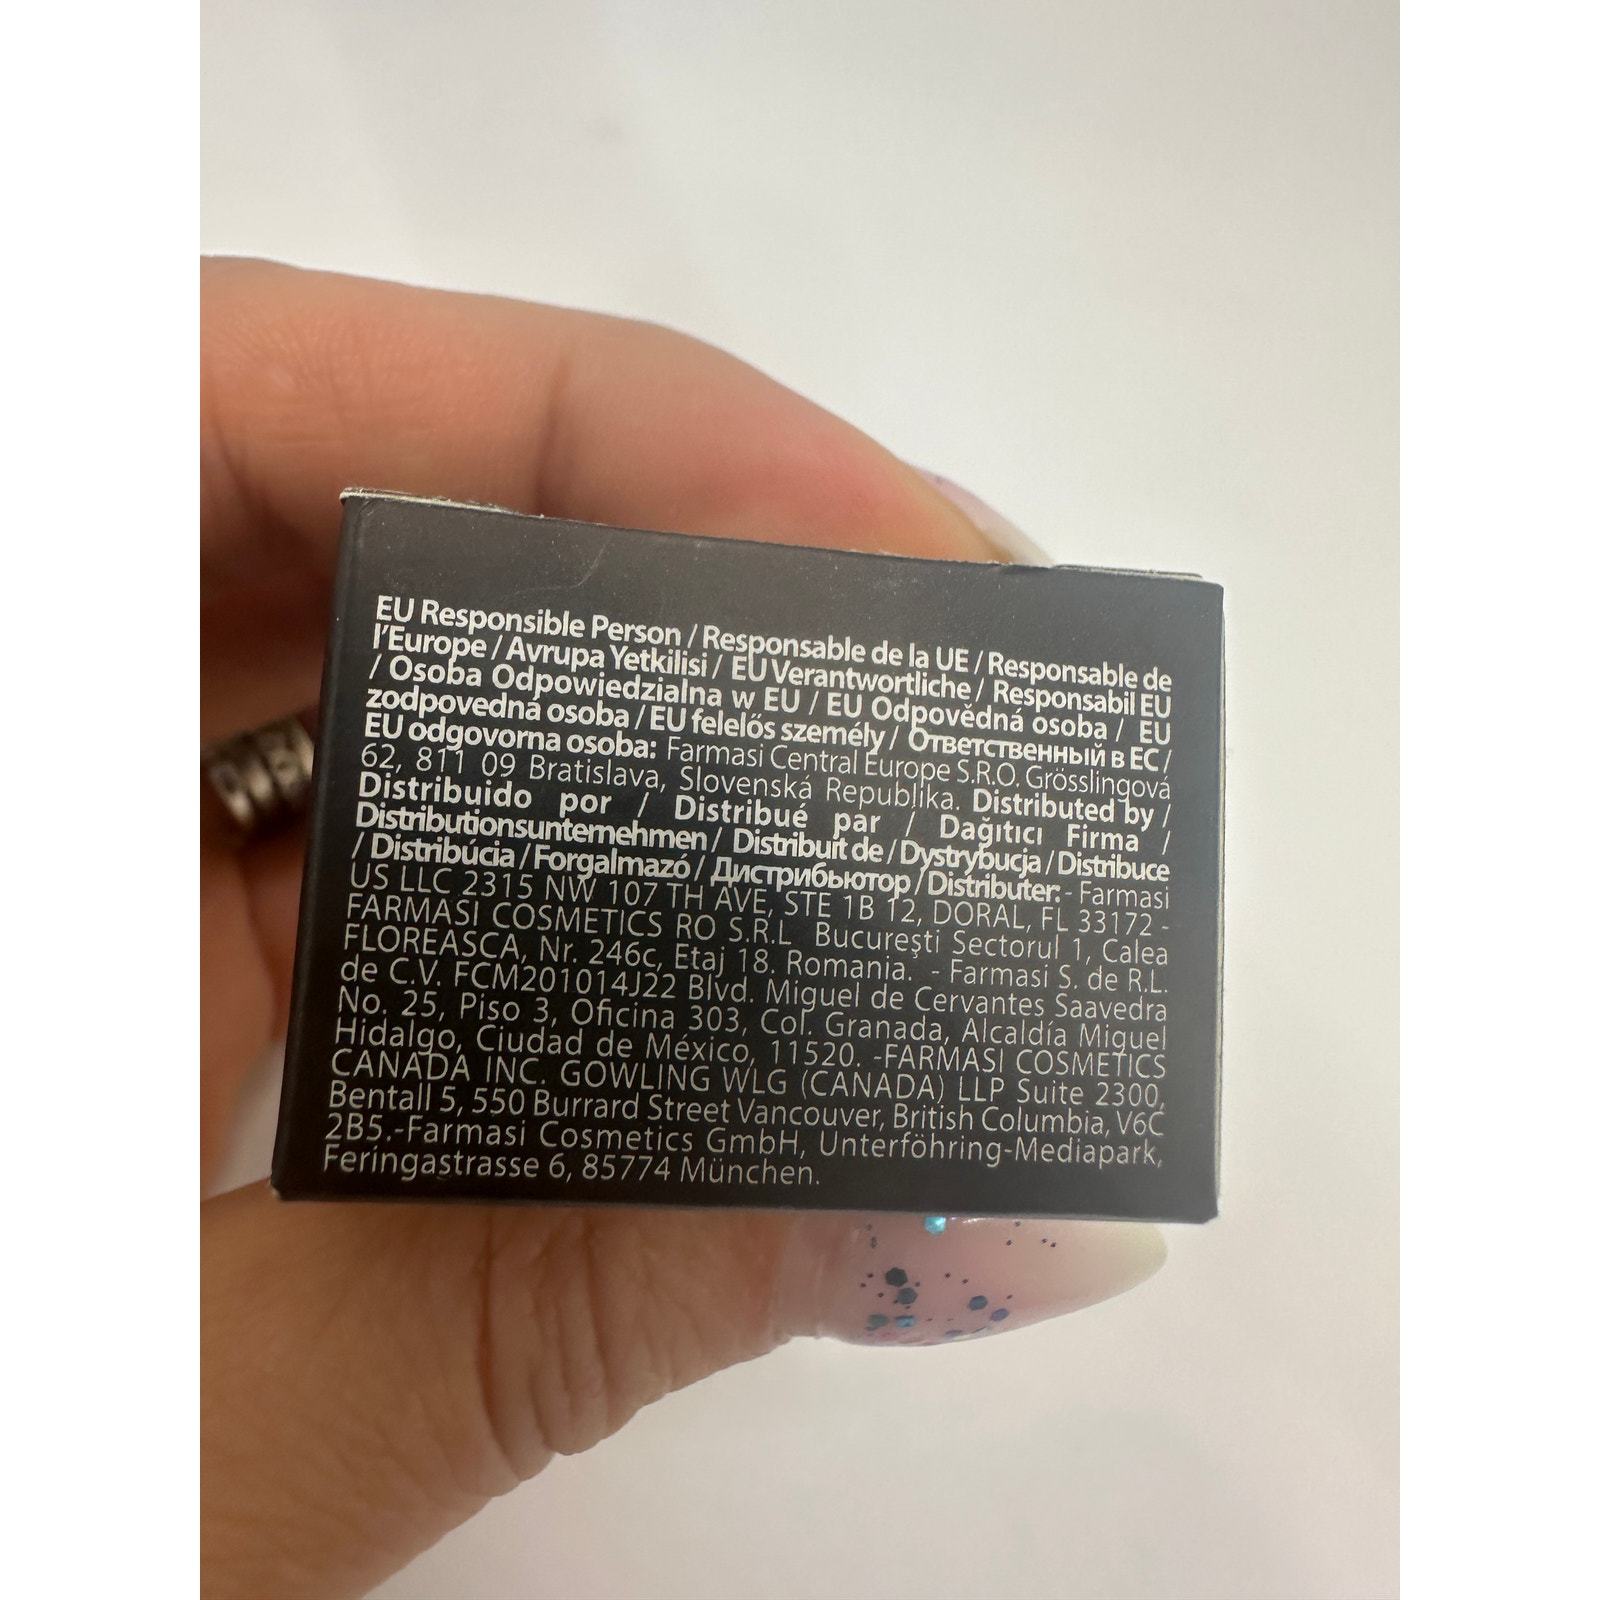 EU Responsible Person / Responsable de la UE / Responsable de
l'Europe / Avrupa Yetkilisi / EU Verantwortliche / Responsabil EU
/ Osoba Odpowiedzialna w EU / EU Odpovědná osoba / EU
zodpovedná osoba / EU felelős személy / Ответственный в ЕС /
EU odgovorna osoba: Farmasi Central Europe S.R.O. Grösslingová
62, 811 09 Bratislava, Slovenská Republika. Distributed by /
Distribuido por / Distribué par / Dağıtıcı Firma /
Distributionsunternehmen / Distribuit de / Dystrybucja / Distribuce
/ Distribúcia / Forgalmazó / Дистрибьютор / Distributer: - Farmasi
US LLC 2315 NW 107 TH AVE, STE 1B 12, DORAL, FL 33172 -
FARMASI COSMETICS RO S.R.L Bucureşti Sectorul 1, Calea
FLOREASCA, Nr. 246c, Etaj 18. Romania. - Farmasi S. de R.L.
de C.V. FCM201014J22 Blvd. Miguel de Cervantes Saavedra
No. 25, Piso 3, Oficina 303, Col. Granada, Alcaldía Miguel
Hidalgo, Ciudad de México, 11520. -FARMASI COSMETICS
CANADA INC. GOWLING WLG (CANADA) LLP Suite 2300,
Bentall 5, 550 Burrard Street Vancouver, British Columbia, V6C
2B5.-Farmasi Cosmetics GmbH, Unterföhring-Mediapark,
Feringastrasse 6, 85774 München.